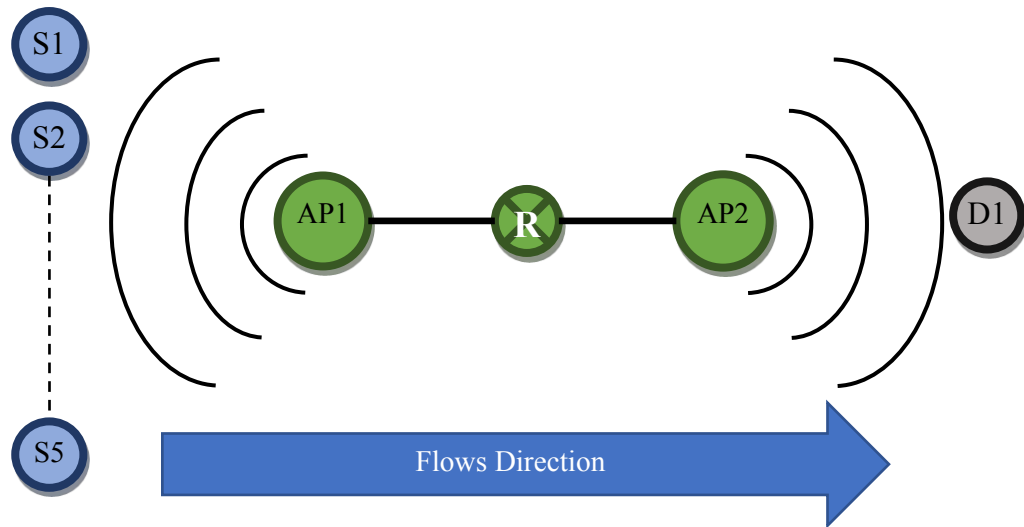 S1
S2
AP1
R
AP2
D1
S5
Flows Direction